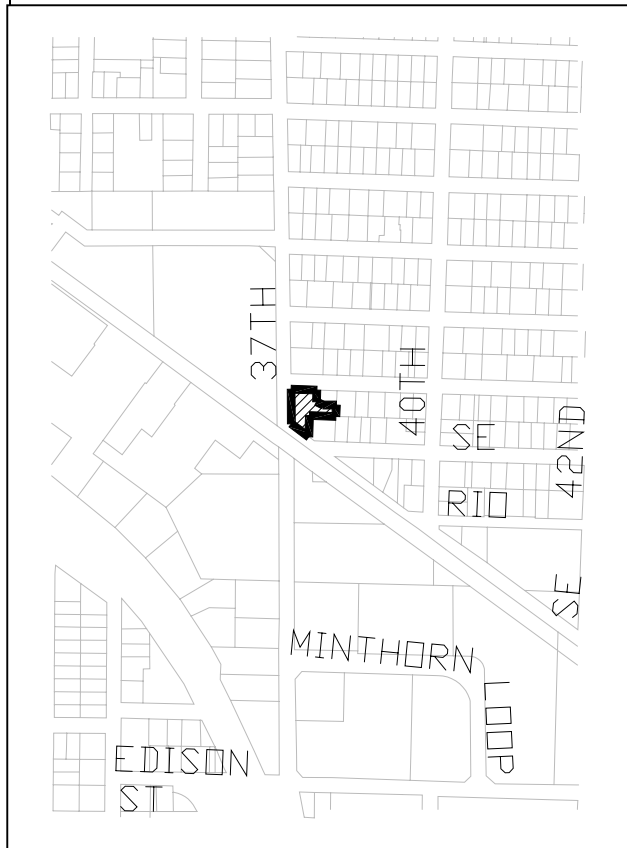 37TH
40TH
42ND
SE
RIO
SE
MINTHORN
LOOP
EDISON
ST